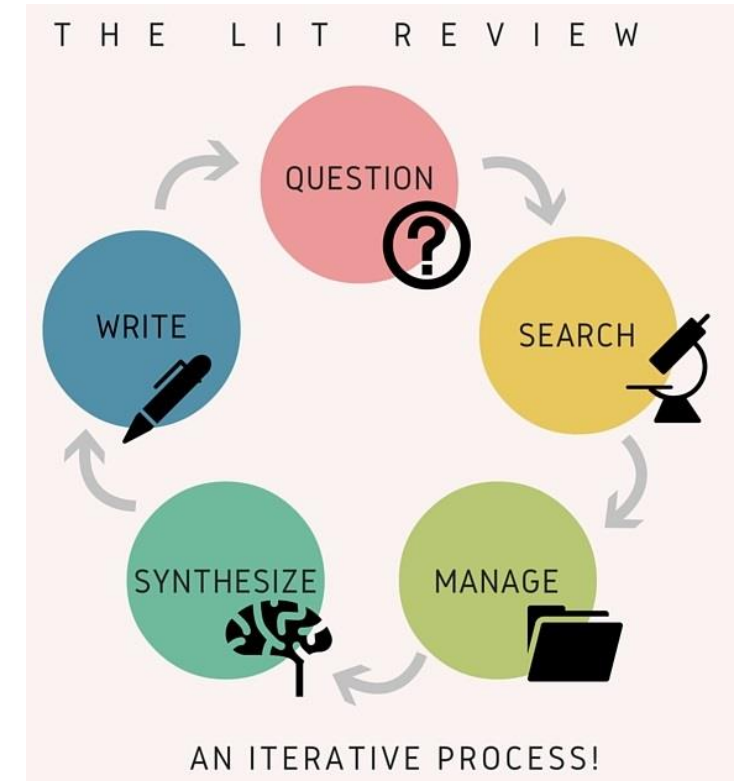 THE LIT REVIEW
QUESTION
?
SEARCH
MANAGE
SYNTHESIZE
WRITE
AN ITERATIVE PROCESS!